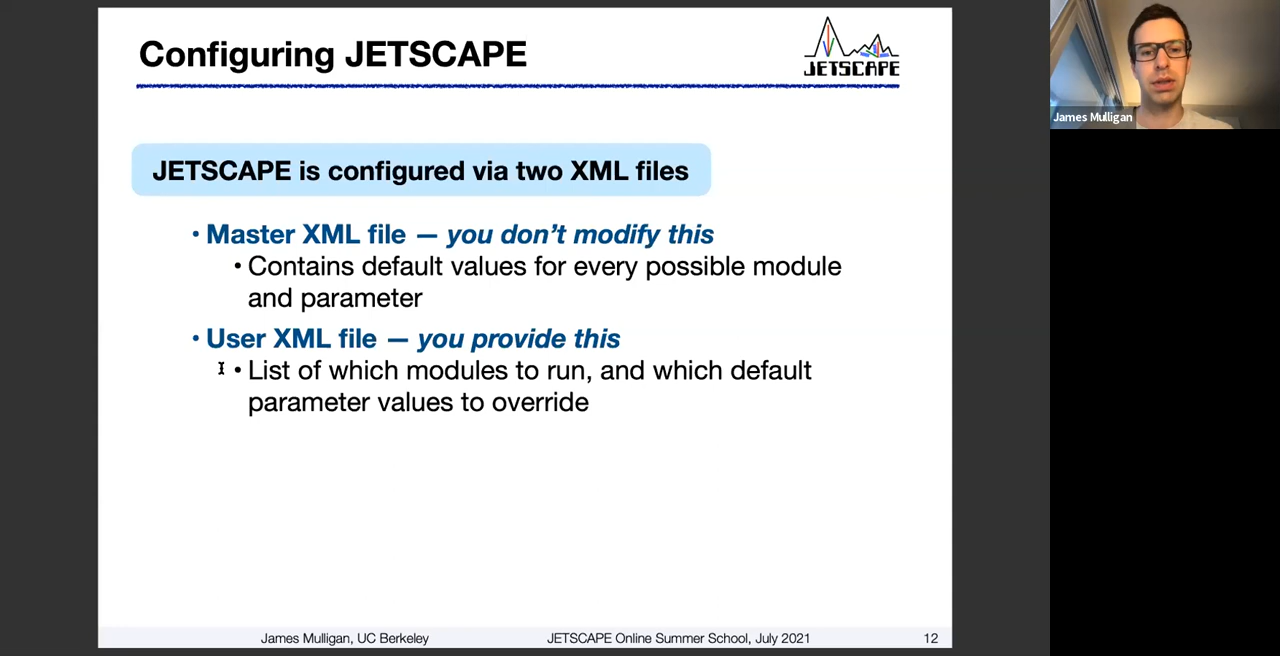 Configuring JETSCAPE
JETSCAPE
James Mulligan
JETSCAPE is configured via two XML files
• Master XML file — you don’t modify this
• Contains default values for every possible module
and parameter
• User XML file — you provide this
• List of which modules to run, and which default
parameter values to override
James Mulligan, UC Berkeley
JETSCAPE Online Summer School, July 2021
12